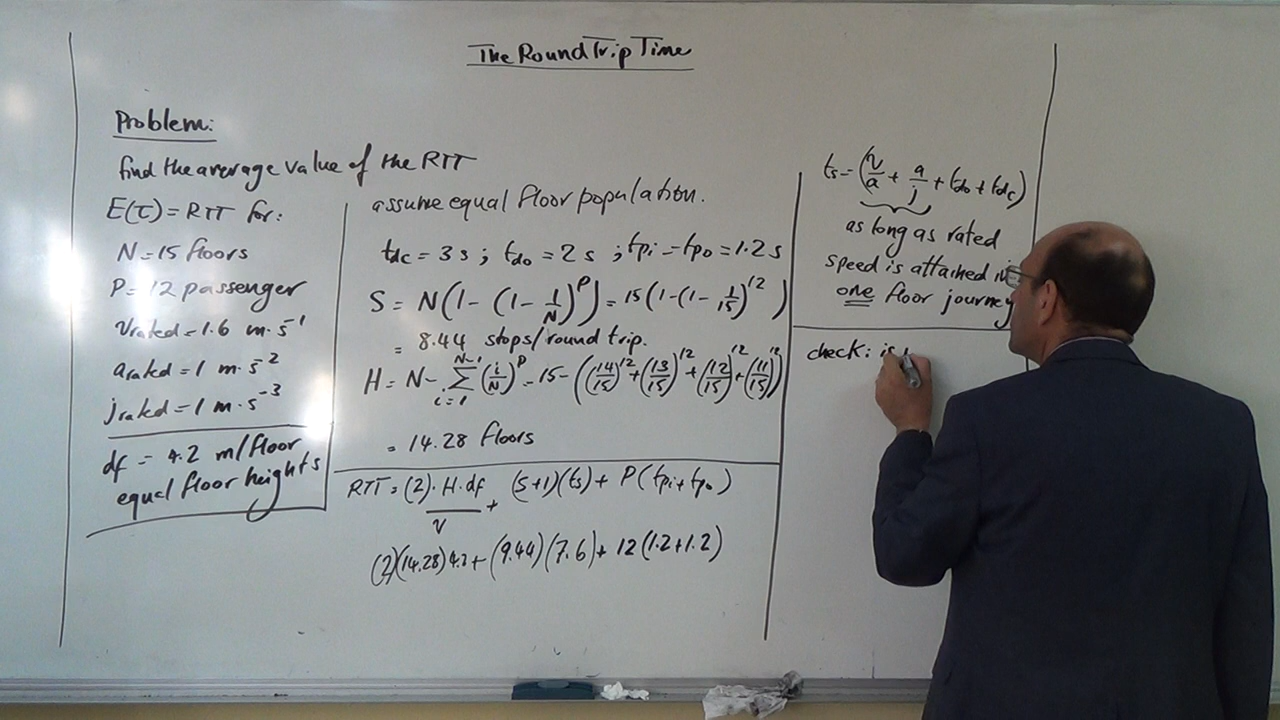 The Round Trip Time
Problem:
find the average value of the RTT
E(τ) = RTT for:
N = 15 floors
P = 12 passenger
Vrated = 1.6 m·s⁻¹
arated = 1 m·s⁻²
jrated = 1 m·s⁻³
df = 4.2 m/floor
equal floor heights
assume equal floor population.
tdc = 3 s ; tdo = 2 s ; tpi = tpo = 1.2 s
S = N(1 - (1 - 1/N)^P) = 15(1-(1- 1/15)^12)
= 8.44 stops/round trip.
H = N - Σ_{i=1}^{N-1} (i/N)^P = 15 - ((14/15)^12 + (13/15)^12 + (12/15)^12 + (11/15)^12)
= 14.28 floors
RTT = (2)· H·df/v + (S+1)(ts) + P(tpi + tpo)
(2)(14.28)4.2 + (9.44)(7.6) + 12(1.2+1.2)
ts = (v/a + a/j + tdo + tdc)
as long as rated
speed is attained in
one floor journey
check: is